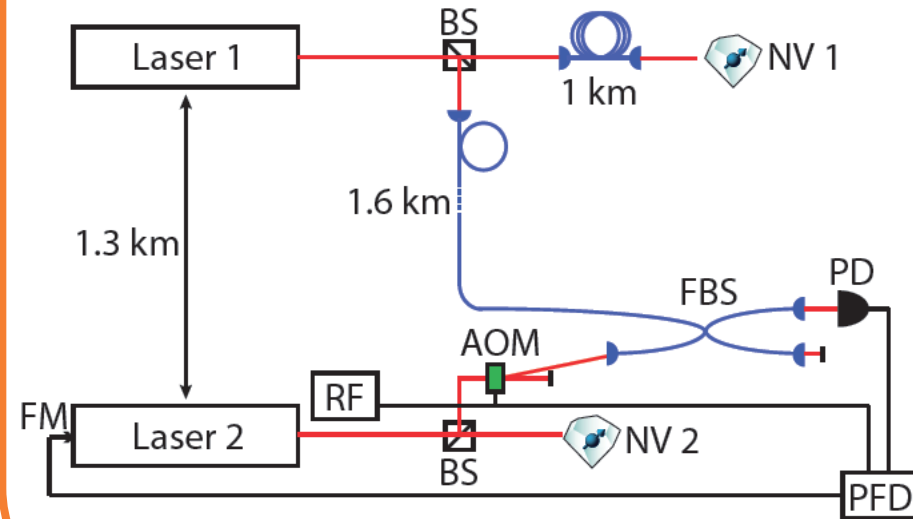 BS
Laser 1
NV 1
1 km
1.6 km
1.3 km
PD
FBS
AOM
RF
FM
Laser 2
NV 2
BS
PFD